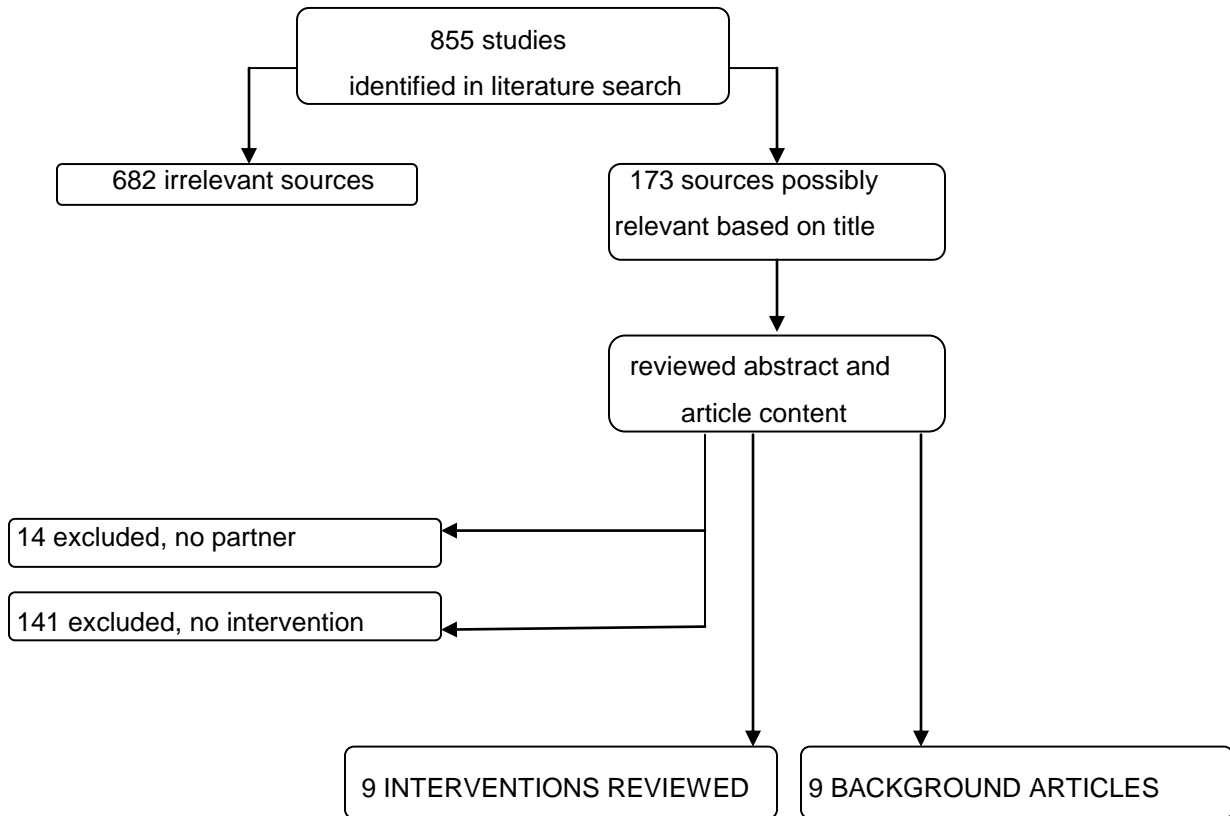 855 studies
identified in literature search
682 irrelevant sources
173 sources possibly
relevant based on title
reviewed abstract and
article content
14 excluded, no partner
141 excluded, no intervention
9 INTERVENTIONS REVIEWED
9 BACKGROUND ARTICLES